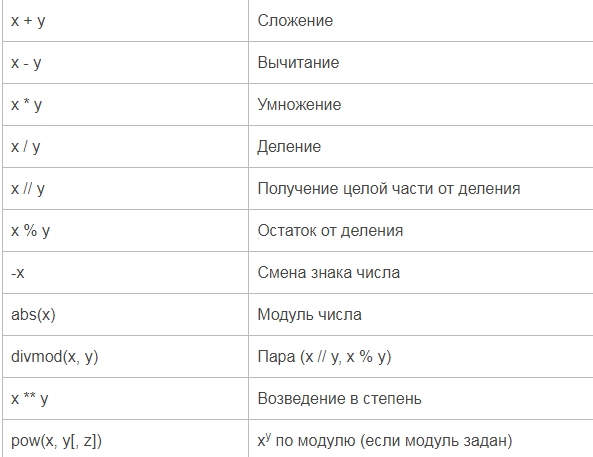 x + y Сложение
x - y Вычитание
x * y Умножение
x / y Деление
x // y Получение целой части от деления
x % y Остаток от деления
-x Смена знака числа
abs(x) Модуль числа
divmod(x, y) Пара (x // y, x % y)
x ** y Возведение в степень
pow(x, y[, z]) xʸ по модулю (если модуль задан)